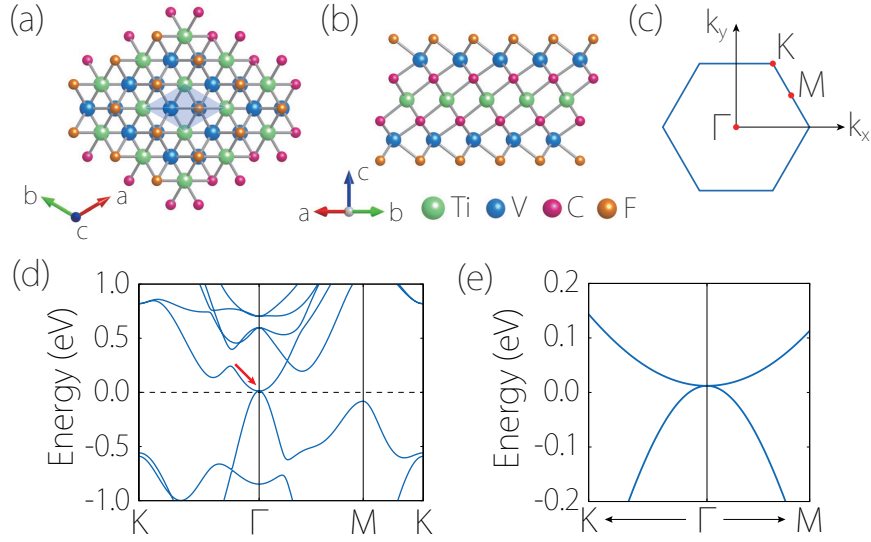 (a)
(b)
(c)
k_y
K
M
Γ
k_x
b
a
c
c
a
b
Ti
V
C
F
(d)
Energy (eV)
1.0
0.5
0.0
-0.5
-1.0
K
Γ
M
K
(e)
Energy (eV)
0.2
0.1
0.0
-0.1
-0.2
K
Γ
M